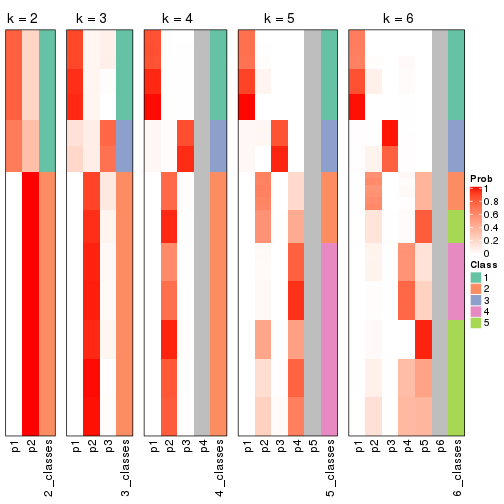 k = 2
k = 3
k = 4
k = 5
k = 6
Prob
1
0.8
0.6
0.4
0.2
0
Class
1
2
3
4
5
p1
p2
2_classes
p1
p2
p3
3_classes
p1
p2
p3
p4
4_classes
p1
p2
p3
p4
p5
5_classes
p1
p2
p3
p4
p5
p6
6_classes